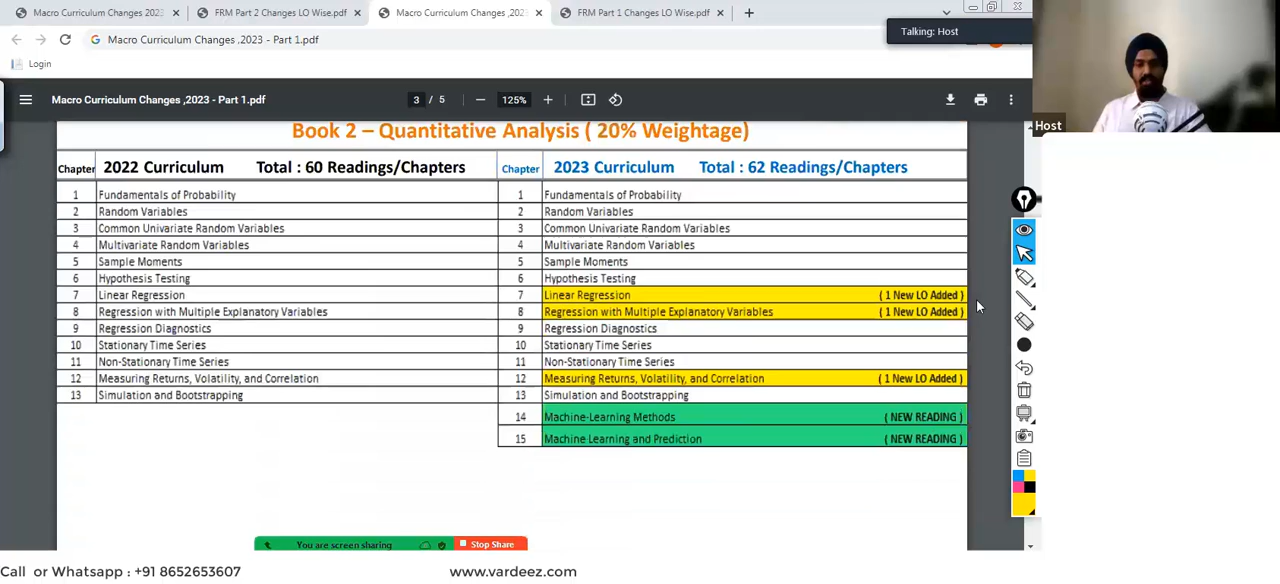 Macro Curriculum Changes 2023
FRM Part 2 Changes LO Wise.pdf
Macro Curriculum Changes ,2023
FRM Part 1 Changes LO Wise.pdf
Talking: Host
Macro Curriculum Changes ,2023 - Part 1.pdf
Login
Macro Curriculum Changes ,2023 - Part 1.pdf
3 / 5
125%
Host
Book 2 – Quantitative Analysis ( 20% Weightage)
Chapter 2022 Curriculum Total : 60 Readings/Chapters Chapter 2023 Curriculum Total : 62 Readings/Chapters
1 Fundamentals of Probability 1 Fundamentals of Probability
2 Random Variables 2 Random Variables
3 Common Univariate Random Variables 3 Common Univariate Random Variables
4 Multivariate Random Variables 4 Multivariate Random Variables
5 Sample Moments 5 Sample Moments
6 Hypothesis Testing 6 Hypothesis Testing
7 Linear Regression 7 Linear Regression ( 1 New LO Added )
8 Regression with Multiple Explanatory Variables 8 Regression with Multiple Explanatory Variables ( 1 New LO Added )
9 Regression Diagnostics 9 Regression Diagnostics
10 Stationary Time Series 10 Stationary Time Series
11 Non-Stationary Time Series 11 Non-Stationary Time Series
12 Measuring Returns, Volatility, and Correlation 12 Measuring Returns, Volatility, and Correlation ( 1 New LO Added )
13 Simulation and Bootstrapping 13 Simulation and Bootstrapping
14 Machine-Learning Methods ( NEW READING )
15 Machine-Learning and Prediction ( NEW READING )
You are screen sharing
Stop Share
Call or Whatsapp : +91 8652653607
www.vardeez.com